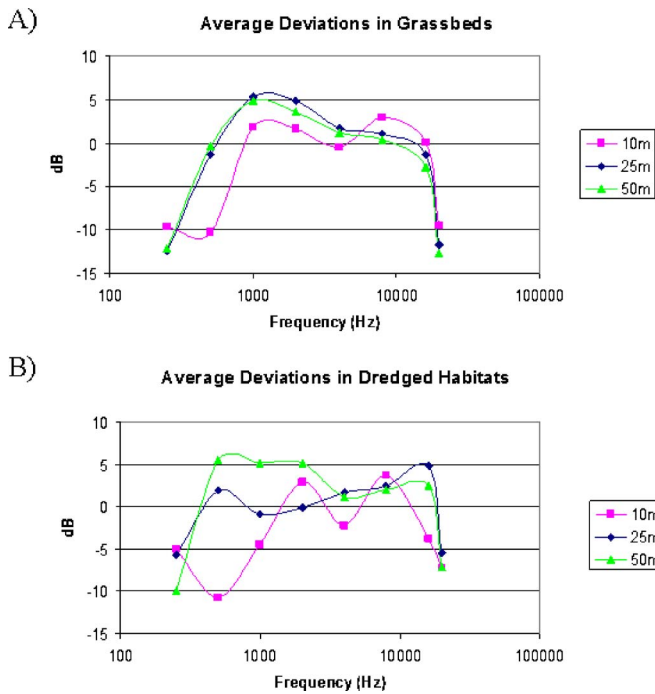 A)
Average Deviations in Grassbeds
10
5
0
-5
-10
-15
dB
100 1000 10000 100000
Frequency (Hz)
10m
25m
50m
B)
Average Deviations in Dredged Habitats
10
5
0
-5
-10
-15
dB
100 1000 10000 100000
Frequency (Hz)
10m
25m
50m